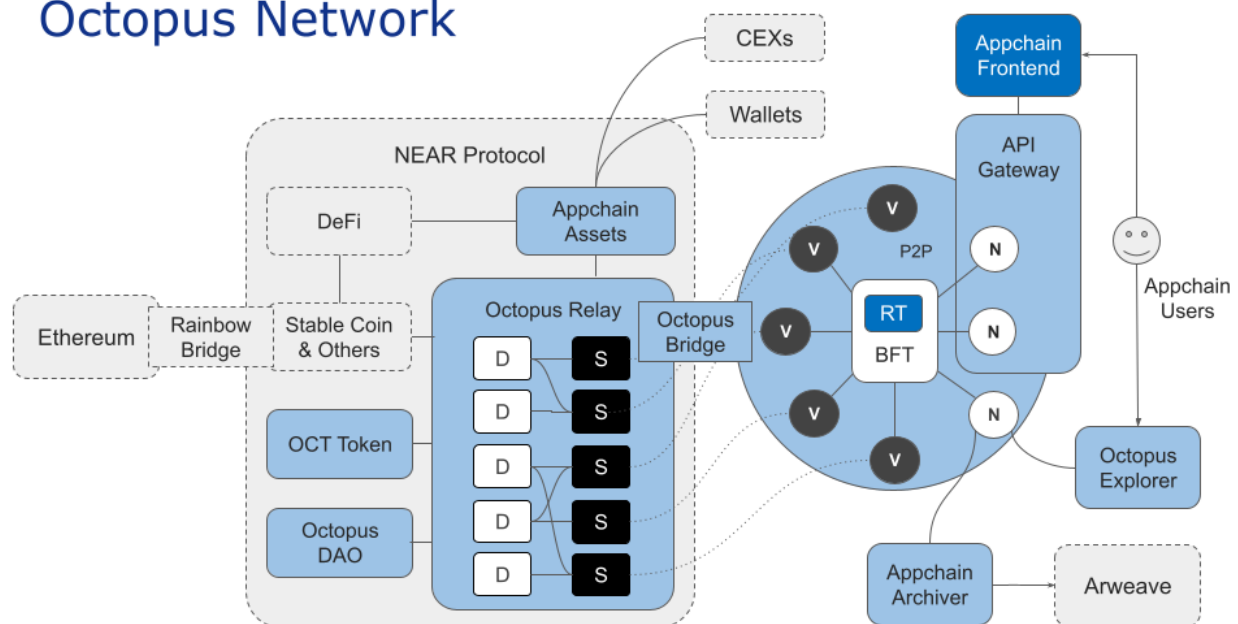 Octopus Network
CEXs
Wallets
Appchain
Frontend
API
Gateway
NEAR Protocol
DeFi
Appchain
Assets
V
V
P2P
N
Appchain
Users
Ethereum
Rainbow
Bridge
Stable Coin
& Others
Octopus Relay
Octopus
Bridge
V
RT
BFT
N
D
S
D
S
V
N
OCT Token
D
S
V
Octopus
Explorer
Octopus
DAO
D
S
D
S
Appchain
Archiver
Arweave